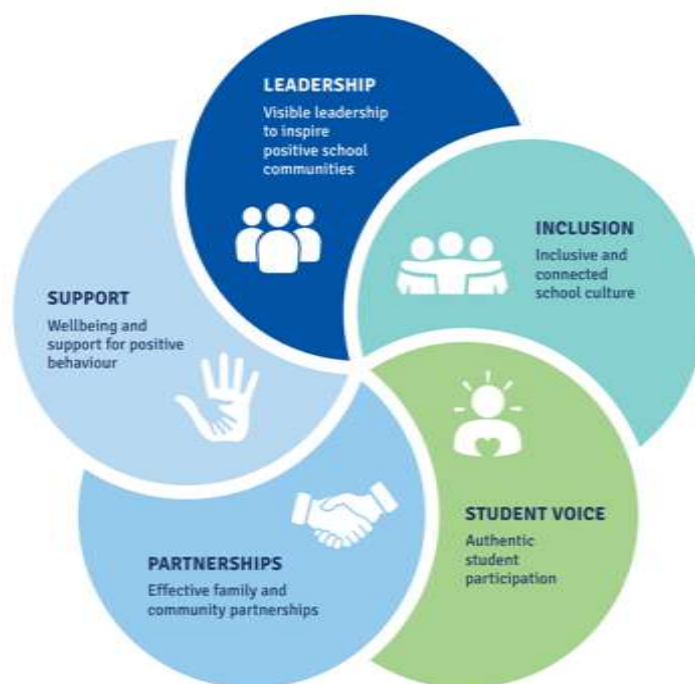 LEADERSHIP
Visible leadership
to inspire
positive school
communities
INCLUSION
Inclusive and
connected
school culture
STUDENT VOICE
Authentic
student
participation
PARTNERSHIPS
Effective family and
community partnerships
SUPPORT
Wellbeing and
support for positive
behaviour